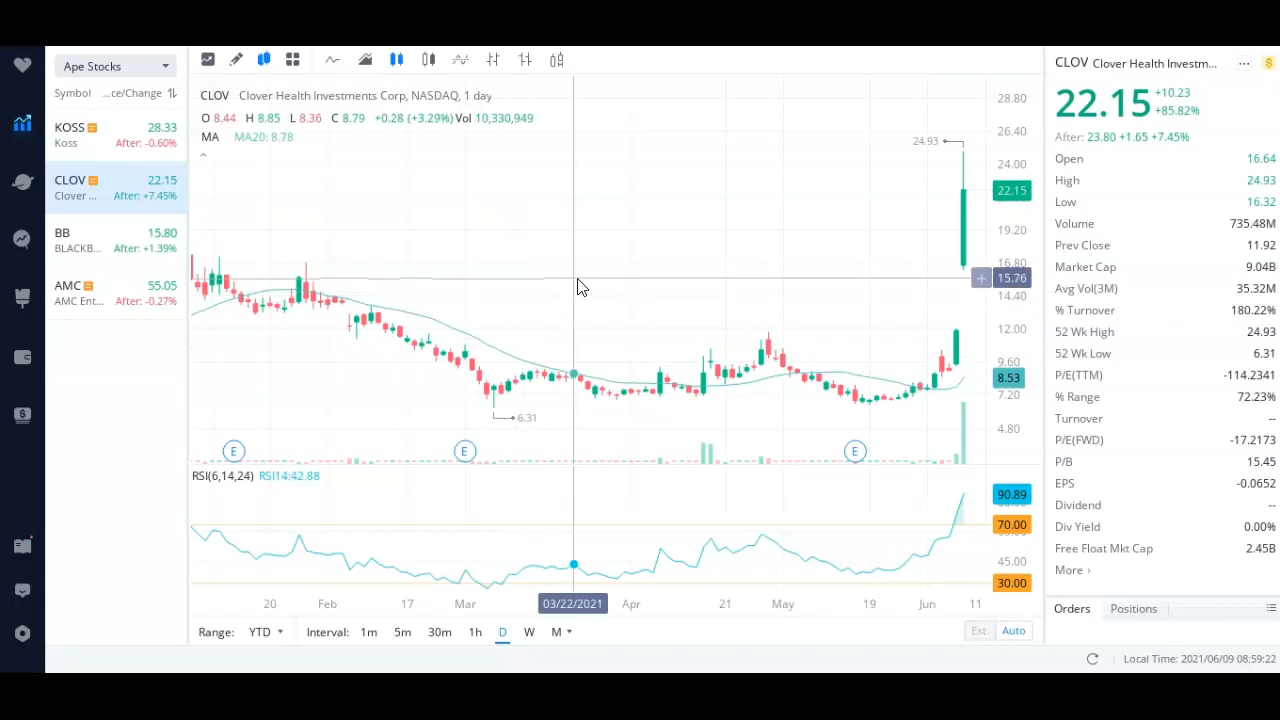 Ape Stocks
Symbol ...ce/Change
KOSS 28.33
Koss After: -0.60%
CLOV 22.15
Clover ... After: +7.45%
BB 15.80
BLACKB... After: +1.39%
AMC 55.05
AMC Ent... After: -0.27%
CLOV Clover Health Investments Corp, NASDAQ, 1 day
O 8.44 H 8.85 L 8.36 C 8.79 +0.28 (+3.29%) Vol 10,330,949
MA MA20: 8.78
24.93
6.31
E E E
28.80
26.40
24.00
22.15
19.20
16.80
15.76
14.40
12.00
9.60
8.53
7.20
4.80
RSI(6,14,24) RSI14:42.88
90.89
70.00
45.00
30.00
20 Feb 17 Mar 03/22/2021 Apr 21 May 19 Jun 11
Range: YTD Interval: 1m 5m 30m 1h D W M Ext. Auto
CLOV Clover Health Investm... ... $
22.15 +10.23
+85.82%
After: 23.80 +1.65 +7.45%
Open 16.64
High 24.93
Low 16.32
Volume 735.48M
Prev Close 11.92
Market Cap 9.04B
Avg Vol(3M) 35.32M
% Turnover 180.22%
52 Wk High 24.93
52 Wk Low 6.31
P/E(TTM) -114.2341
% Range 72.23%
Turnover --
P/E(FWD) -17.2173
P/B 15.45
EPS -0.0652
Dividend --
Div Yield 0.00%
Free Float Mkt Cap 2.45B
More ›
Orders Positions
Local Time: 2021/06/09 08:59:22